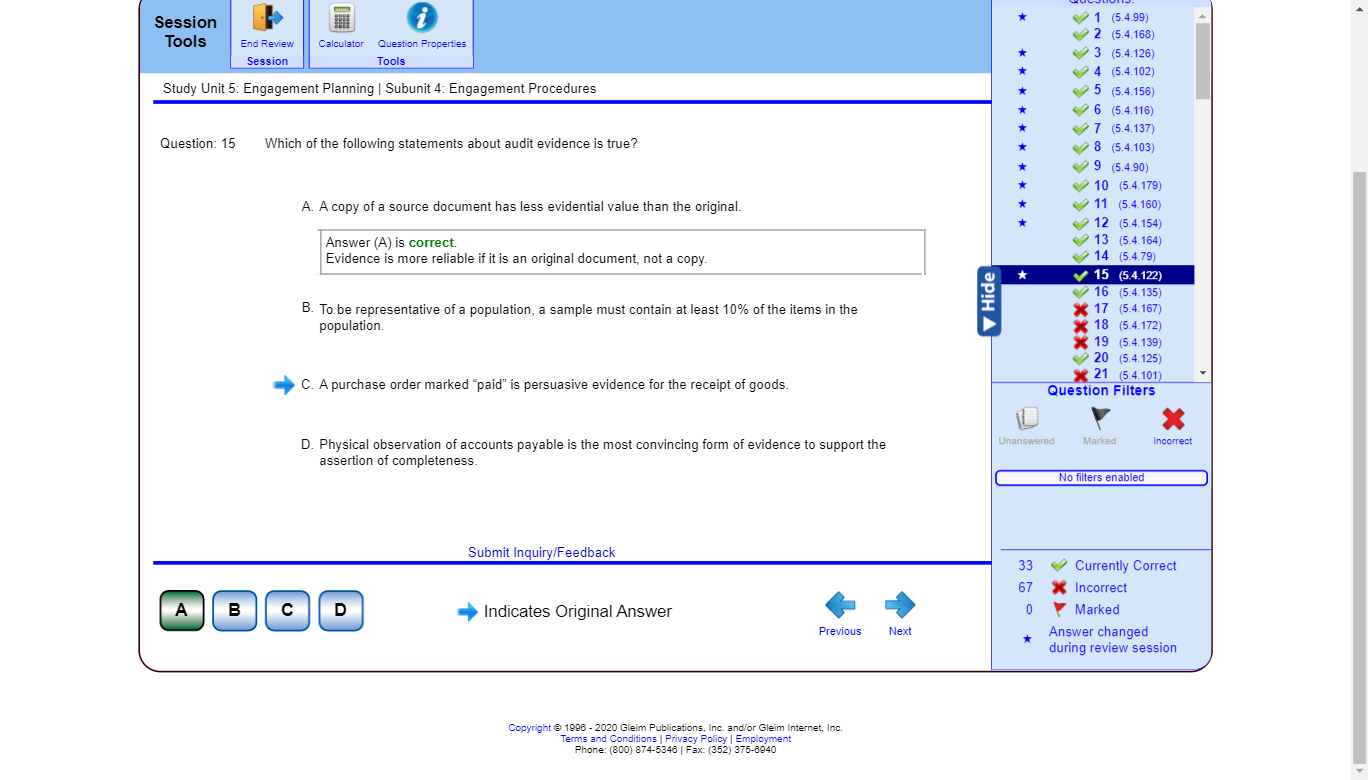 Session
Tools
End Review
Session
Calculator
Question Properties
Tools
Study Unit 5: Engagement Planning | Subunit 4: Engagement Procedures
Question: 15
Which of the following statements about audit evidence is true?
A. A copy of a source document has less evidential value than the original.
Answer (A) is correct.
Evidence is more reliable if it is an original document, not a copy.
B. To be representative of a population, a sample must contain at least 10% of the items in the
population.
C. A purchase order marked “paid” is persuasive evidence for the receipt of goods.
D. Physical observation of accounts payable is the most convincing form of evidence to support the
assertion of completeness.
Submit Inquiry/Feedback
A
B
C
D
Indicates Original Answer
Previous
Next
Questions:
1 (5.4.99)
2 (5.4.168)
3 (5.4.126)
4 (5.4.102)
5 (5.4.156)
6 (5.4.116)
7 (5.4.137)
8 (5.4.103)
9 (5.4.90)
10 (5.4.179)
11 (5.4.160)
12 (5.4.154)
13 (5.4.164)
14 (5.4.79)
15 (5.4.122)
16 (5.4.135)
17 (5.4.167)
18 (5.4.172)
19 (5.4.139)
20 (5.4.125)
21 (5.4.101)
Hide
Question Filters
Unanswered
Marked
Incorrect
No filters enabled
33 Currently Correct
67 Incorrect
0 Marked
Answer changed
during review session
Copyright © 1996 - 2020 Gleim Publications, Inc. and/or Gleim Internet, Inc.
Terms and Conditions | Privacy Policy | Employment
Phone: (800) 874-5346 | Fax: (352) 375-6940